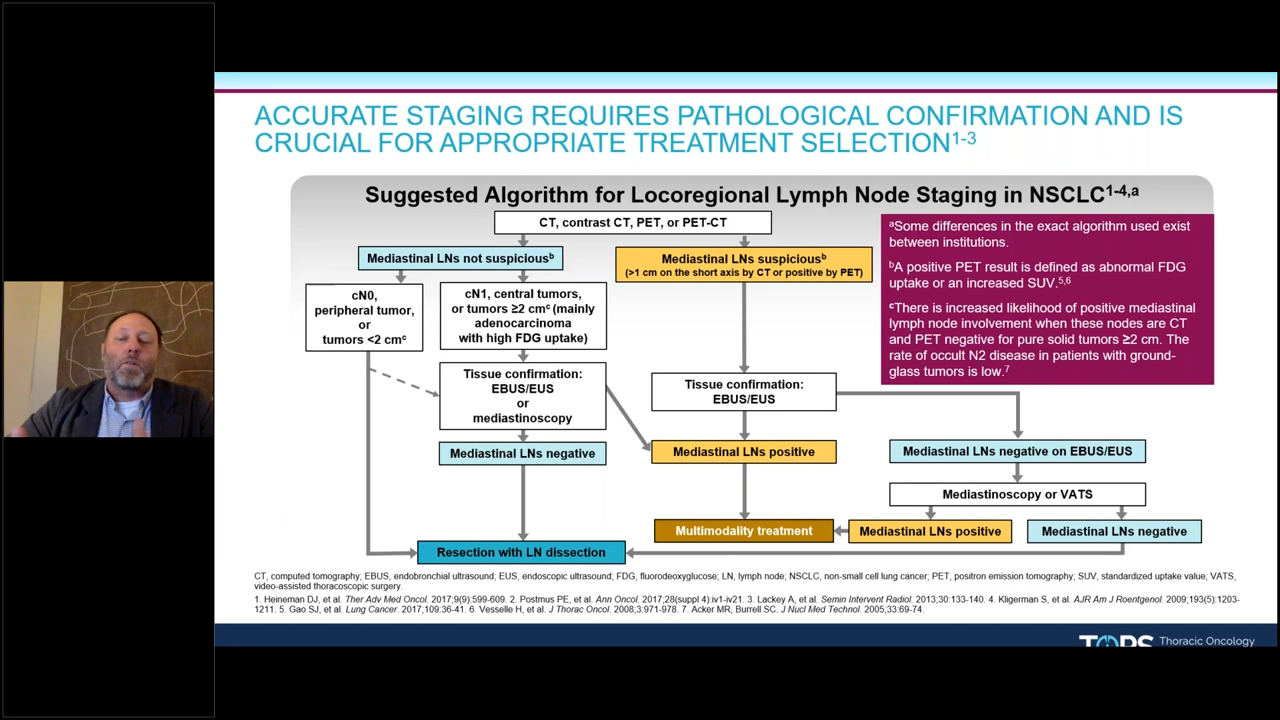 ACCURATE STAGING REQUIRES PATHOLOGICAL CONFIRMATION AND IS
CRUCIAL FOR APPROPRIATE TREATMENT SELECTION1-3
Suggested Algorithm for Locoregional Lymph Node Staging in NSCLC1-4,a
CT, contrast CT, PET, or PET-CT
Mediastinal LNs not suspiciousb
Mediastinal LNs suspiciousb
(>1 cm on the short axis by CT or positive by PET)
cN0,
peripheral tumor,
or
tumors <2 cmc
cN1, central tumors,
or tumors ≥2 cmc (mainly
adenocarcinoma
with high FDG uptake)
Tissue confirmation:
EBUS/EUS
or
mediastinoscopy
Tissue confirmation:
EBUS/EUS
Mediastinal LNs negative
Mediastinal LNs positive
Mediastinal LNs negative on EBUS/EUS
Mediastinoscopy or VATS
Multimodality treatment
Mediastinal LNs positive
Mediastinal LNs negative
Resection with LN dissection
aSome differences in the exact algorithm used exist
between institutions.
bA positive PET result is defined as abnormal FDG
uptake or an increased SUV.5,6
cThere is increased likelihood of positive mediastinal
lymph node involvement when these nodes are CT
and PET negative for pure solid tumors ≥2 cm. The
rate of occult N2 disease in patients with ground-
glass tumors is low.7
CT, computed tomography; EBUS, endobronchial ultrasound; EUS, endoscopic ultrasound; FDG, fluorodeoxyglucose; LN, lymph node; NSCLC, non-small cell lung cancer; PET, positron emission tomography; SUV, standardized uptake value; VATS,
video-assisted thoracoscopic surgery.
1. Heineman DJ, et al. Ther Adv Med Oncol. 2017;9(9):599-609. 2. Postmus PE, et al. Ann Oncol. 2017;28(suppl 4):iv1-iv21. 3. Lackey A, et al. Semin Intervent Radiol. 2013;30:133-140. 4. Kligerman S, et al. AJR Am J Roentgenol. 2009;193(5):1203-
1211. 5. Gao SJ, et al. Lung Cancer. 2017;109:36-41. 6. Vesselle H, et al. J Thorac Oncol. 2008;3:971-978. 7. Acker MR, Burrell SC. J Nucl Med Technol. 2005;33:69-74.
TOPS Thoracic Oncology